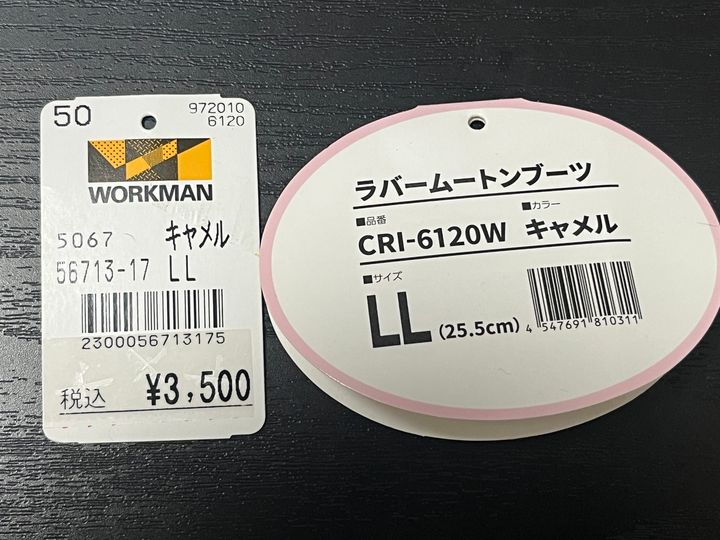 50
972010
6120
WORKMAN
5067 キャメル
56713-17 LL
2300056713175
税込 ¥3,500
ラバームートンブーツ
■品番 ■カラー
CRI-6120W キャメル
■サイズ
LL (25.5cm)
4 547691 810311